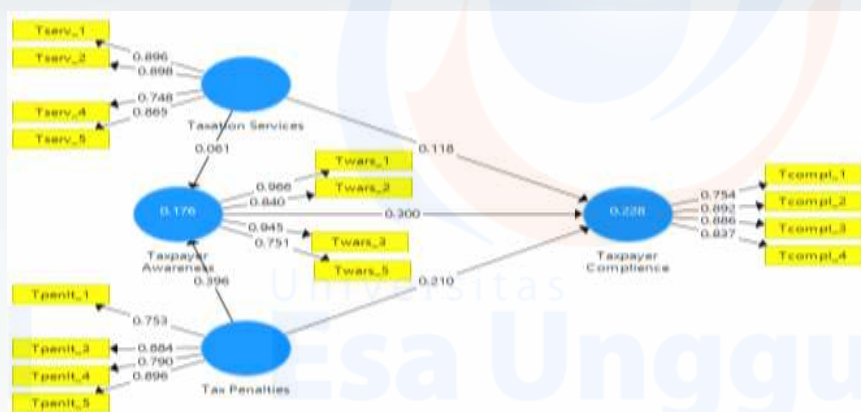 Tserv_1
Tserv_2
Tserv_4
Tserv_5
0.896
0.898
0.748
0.865
Taxation Services
0.061
0.118
Twars_1
Twars_2
Twars_3
Twars_5
0.966
0.840
0.945
0.751
0.176
Taxpayer
Awareness
0.300
0.228
Taxpayer
Complience
0.754
0.892
0.886
0.837
Tcompl_1
Tcompl_2
Tcompl_3
Tcompl_4
0.396
0.210
Tpenlt_1
Tpenlt_3
Tpenlt_4
Tpenlt_5
0.753
0.884
0.790
0.896
Tax Penalties
Universitas
Esa Unggu